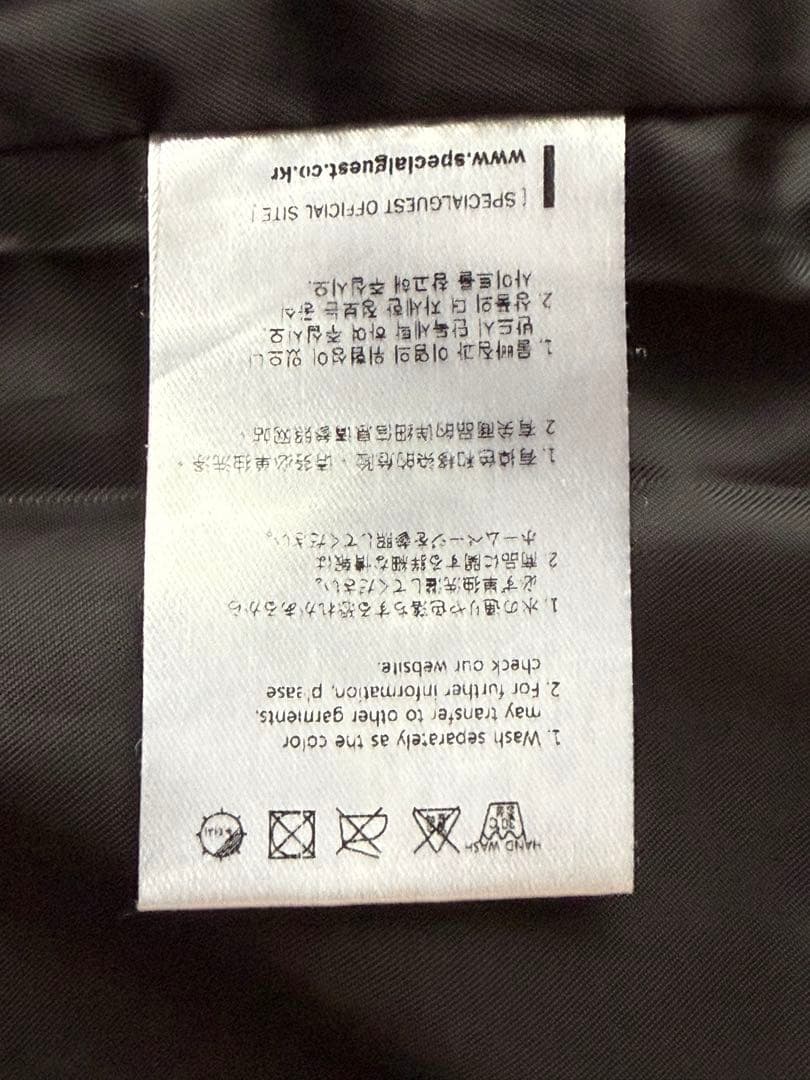 HAND WASH
30℃
중성
1. Wash separately as the color
may transfer to other garments.
2. For further information, please
check our website.
1. 水の通りや色落ちする恐れがあるから
必ず単独洗濯してください。
2. 商品に関する詳細な情報は
ホームページを参照してください。
1. 有掉色和移染的危险、请务必单独洗涤。
2. 有关商品的详细信息请参照网站。
1. 물빠짐과 이염의 위험성이 있으니
반드시 단독세탁 하여 주십시오
2. 상품의 더 자세한 정보는 공식
사이트를 참고해 주십시오.
[ SPECIALGUEST OFFICIAL SITE ]
www.specialguest.co.kr